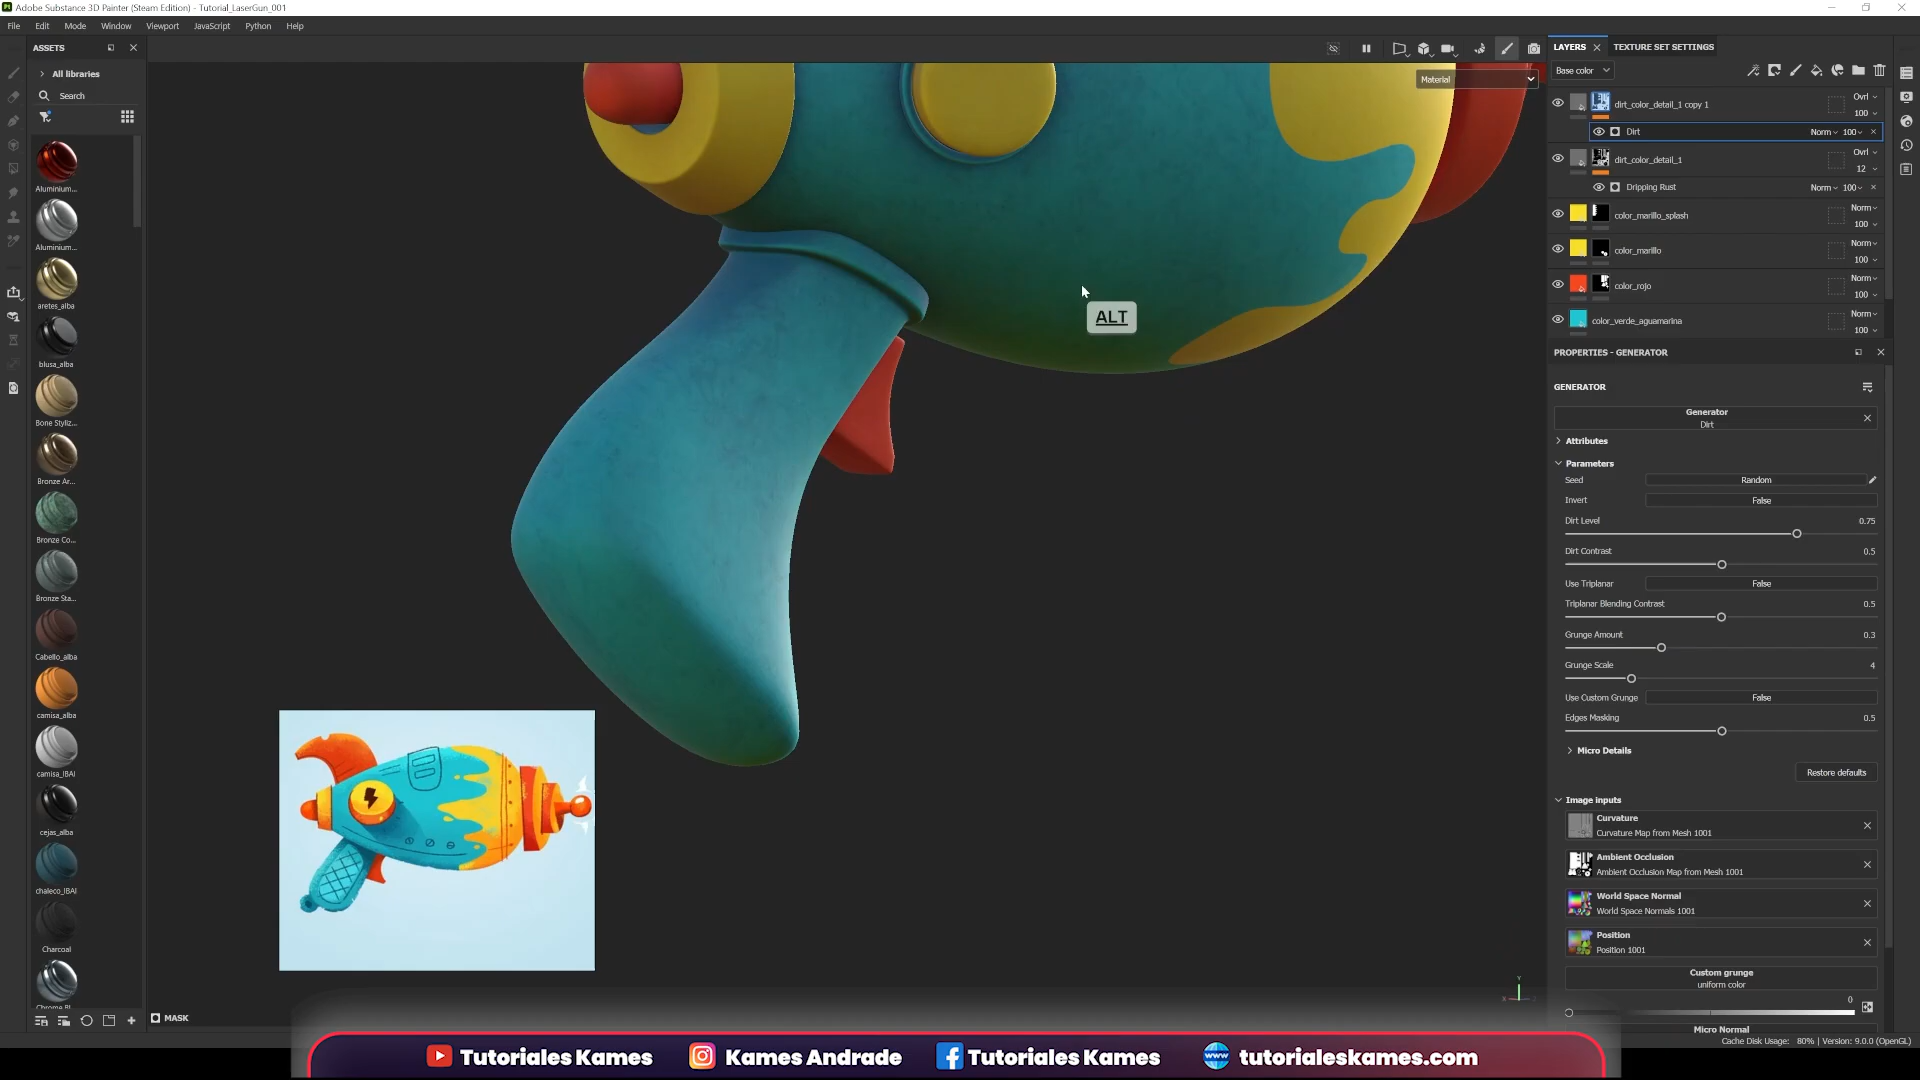 Adobe Substance 3D Painter (Steam Edition) - Tutorial_LaserGun_001
File Edit Mode Window Viewport JavaScript Python Help
ASSETS
All libraries
Search
Aluminium...
Aluminium...
aretes_alba
blusa_alba
Bone Styliz...
Bronze Ar...
Bronze Co...
Bronze Sta...
Cabello_alba
camisa_alba
camisa_IBAI
cejas_alba
chaleco_IBAI
Charcoal
MASK
Material
ALT
LAYERS
TEXTURE SET SETTINGS
Base color
dirt_color_detail_1 copy 1
Ovrl
100
Dirt
Norm
100
dirt_color_detail_1
Ovrl
12
Dripping Rust
Norm
100
color_marillo_splash
Norm
100
color_marillo
Norm
100
color_rojo
Norm
100
color_verde_aguamarina
Norm
100
PROPERTIES - GENERATOR
GENERATOR
Generator
Dirt
Attributes
Parameters
Seed Random
Invert False
Dirt Level 0.75
Dirt Contrast 0.5
Use Triplanar False
Triplanar Blending Contrast 0.5
Grunge Amount 0.3
Grunge Scale 4
Use Custom Grunge False
Edges Masking 0.5
Micro Details
Restore defaults
Image inputs
Curvature
Curvature Map from Mesh 1001
Ambient Occlusion
Ambient Occlusion Map from Mesh 1001
World Space Normal
World Space Normals 1001
Position
Position 1001
Custom grunge
uniform color
0
Micro Normal
Cache Disk Usage: 80% | Version: 9.0.0 (OpenGL)
Tutoriales Kames
Kames Andrade
Tutoriales Kames
tutorialeskames.com